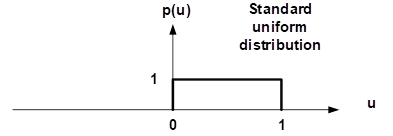 p(u)
Standard
uniform
distribution
1
u
0
1